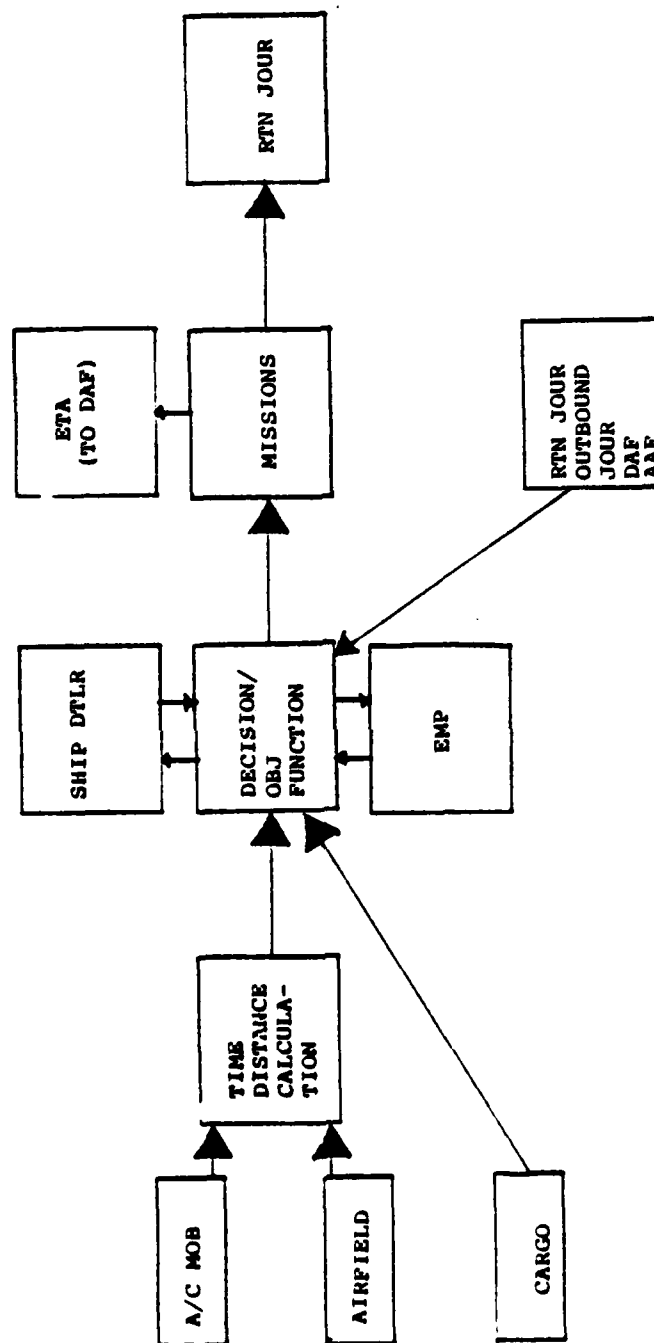 A/C MOB
AIRFIELD
CARGO
TIME
DISTANCE
CALCULA-
TION
SHIP DTLR
DECISION/
OBJ
FUNCTION
EMP
ETA
(TO DAF)
MISSIONS
RTN JOUR
OUTBOUND
JOUR
DAF
AAF
RTN JOUR